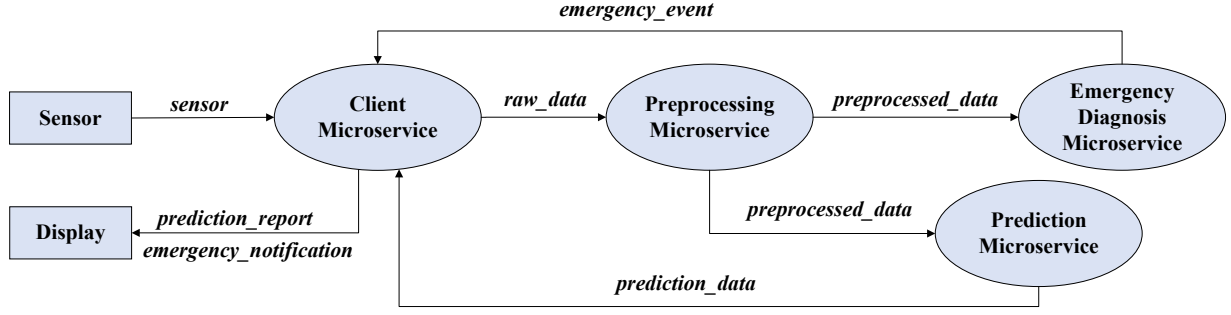 emergency_event
Sensor
sensor
Client
Microservice
raw_data
Preprocessing
Microservice
preprocessed_data
Emergency
Diagnosis
Microservice
Display
prediction_report
emergency_notification
preprocessed_data
Prediction
Microservice
prediction_data